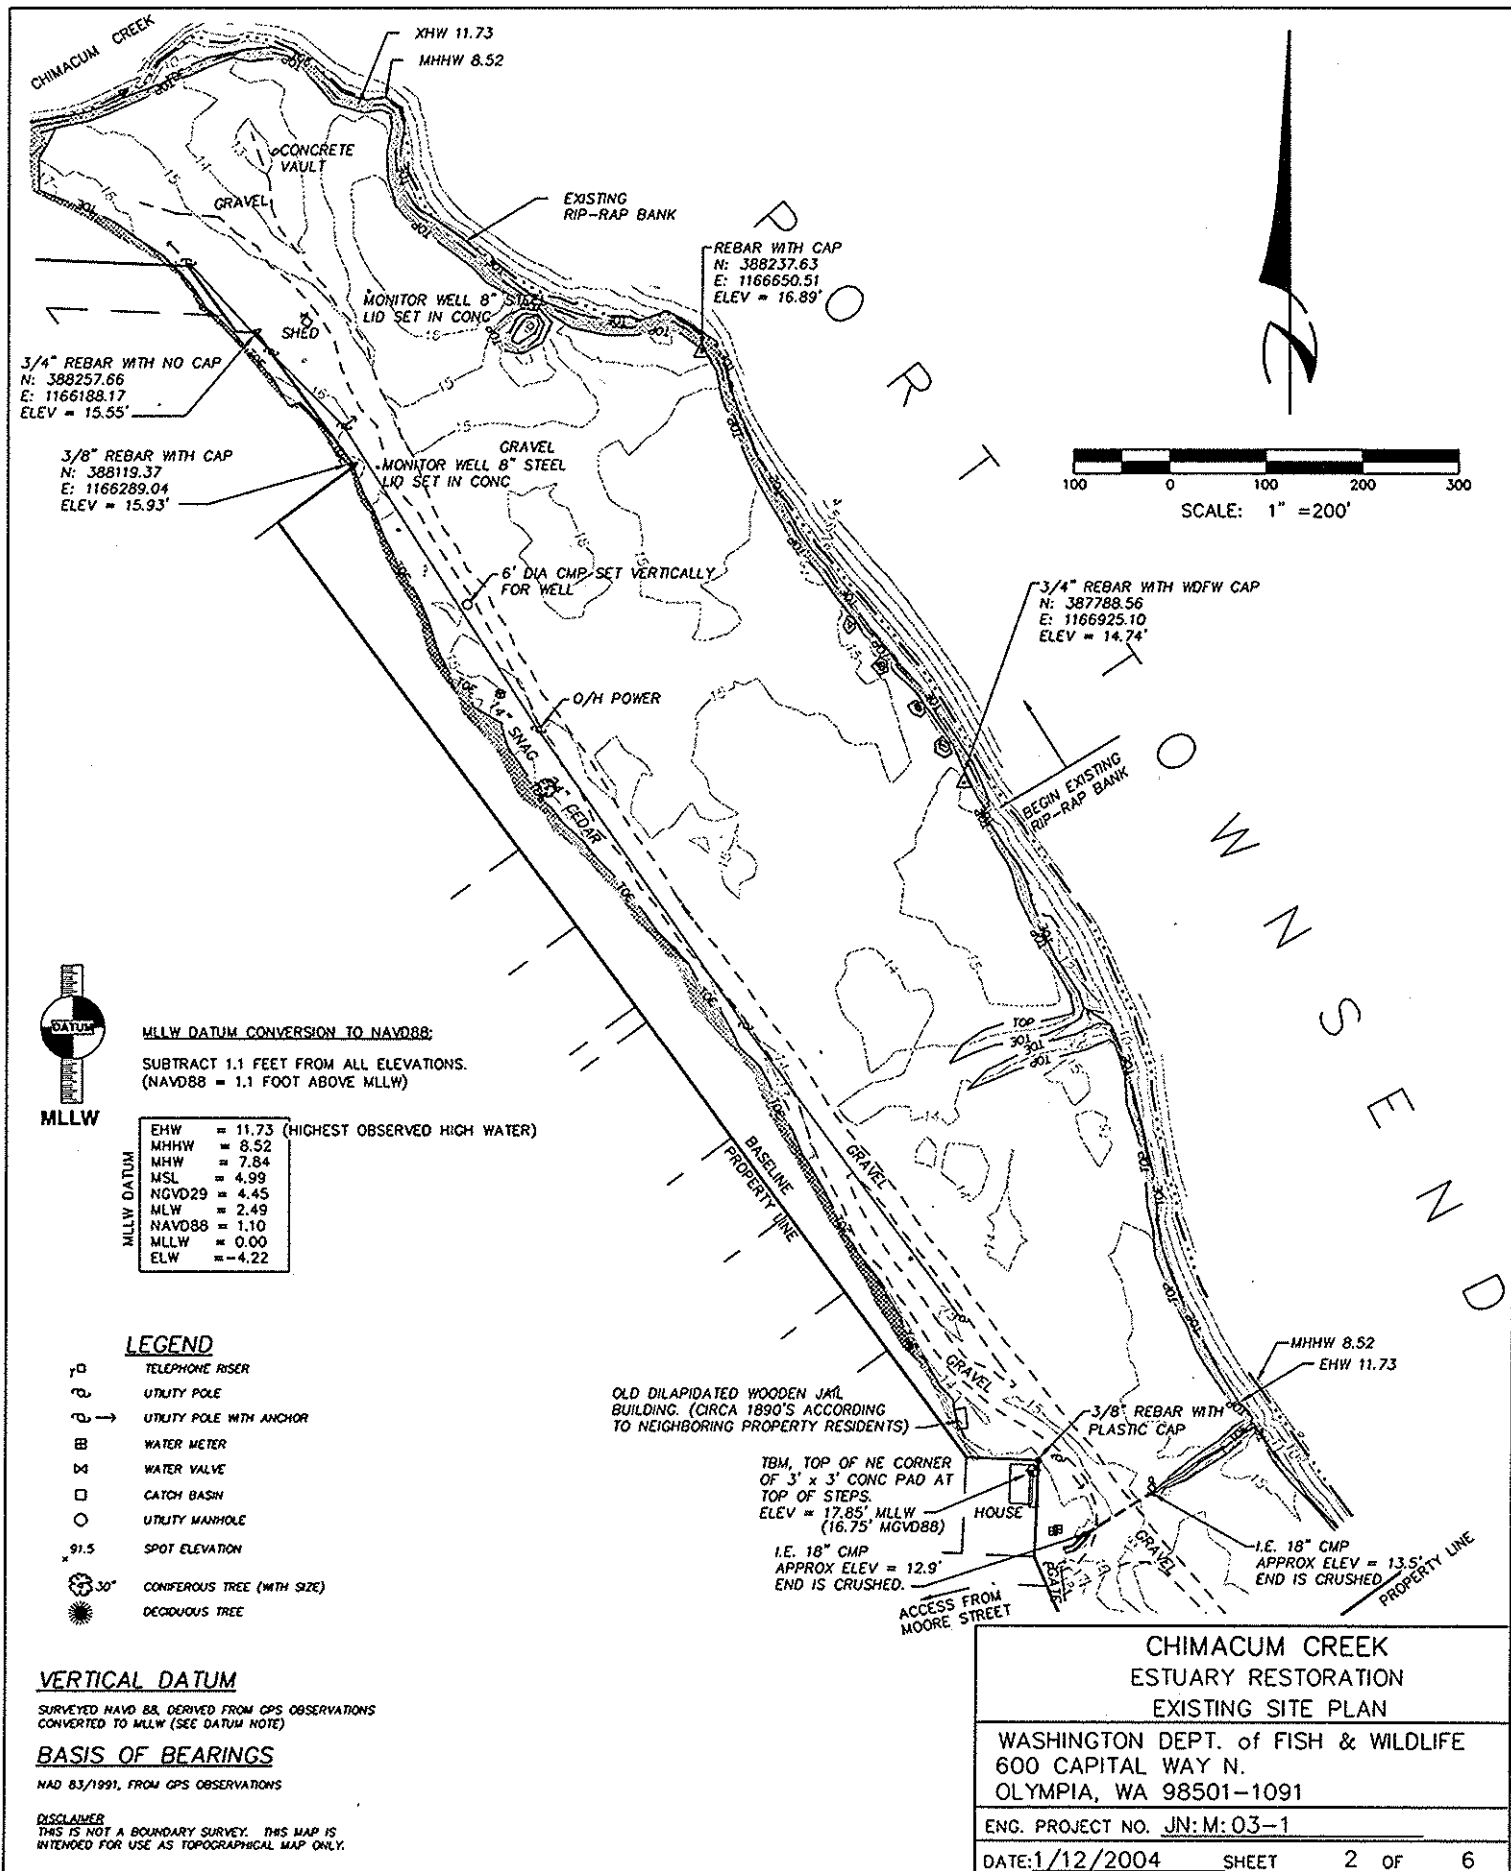 CHIMACUM CREEK
XHW 11.73
MHHW 8.52
CONCRETE
VAULT
GRAVEL
EXISTING
RIP-RAP BANK
REBAR WITH CAP
N: 388237.63
E: 1166650.51
ELEV = 16.89'
MONITOR WELL 8" STEEL
LID SET IN CONC
SHED
3/4" REBAR WITH NO CAP
N: 388257.66
E: 1166188.17
ELEV = 15.55'
3/8" REBAR WITH CAP
N: 388119.37
E: 1166289.04
ELEV = 15.93'
GRAVEL
MONITOR WELL 8" STEEL
LID SET IN CONC
100 0 100 200 300
SCALE: 1" =200'
6' DIA CMP SET VERTICALLY
FOR WELL
3/4" REBAR WITH WDFW CAP
N: 387788.56
E: 1166925.10
ELEV = 14.74'
PORT TOWNSEND
O/H POWER
14" SNAG
24" CEDAR
BEGIN EXISTING
RIP-RAP BANK
TOP
TOE
TOE
TOP
DATUM
MLLW
MLLW DATUM CONVERSION TO NAVD88:
SUBTRACT 1.1 FEET FROM ALL ELEVATIONS.
(NAVD88 = 1.1 FOOT ABOVE MLLW)
MLLW DATUM
EHW = 11.73 (HIGHEST OBSERVED HIGH WATER)
MHHW = 8.52
MHW = 7.84
MSL = 4.99
NGVD29 = 4.45
MLW = 2.49
NAVD88 = 1.10
MLLW = 0.00
ELW =-4.22
BASELINE
PROPERTY LINE
GRAVEL
GRAVEL
LEGEND
TELEPHONE RISER
UTILITY POLE
UTILITY POLE WITH ANCHOR
WATER METER
WATER VALVE
CATCH BASIN
UTILITY MANHOLE
91.5 SPOT ELEVATION
30" CONIFEROUS TREE (WITH SIZE)
DECIDUOUS TREE
MHHW 8.52
EHW 11.73
OLD DILAPIDATED WOODEN JAIL
BUILDING. (CIRCA 1890'S ACCORDING
TO NEIGHBORING PROPERTY RESIDENTS)
3/8" REBAR WITH
PLASTIC CAP
TBM, TOP OF NE CORNER
OF 3' x 3' CONC PAD AT
TOP OF STEPS.
ELEV = 17.85' MLLW
(16.75' MGVD88)
HOUSE
I.E. 18" CMP
APPROX ELEV = 12.9'
END IS CRUSHED.
GATE
GRAVEL
I.E. 18" CMP
APPROX ELEV = 13.5'
END IS CRUSHED
PROPERTY LINE
ACCESS FROM
MOORE STREET
VERTICAL DATUM
SURVEYED NAVD 88, DERIVED FROM GPS OBSERVATIONS
CONVERTED TO MLLW (SEE DATUM NOTE)
BASIS OF BEARINGS
NAD 83/1991, FROM GPS OBSERVATIONS
DISCLAIMER
THIS IS NOT A BOUNDARY SURVEY. THIS MAP IS
INTENDED FOR USE AS TOPOGRAPHICAL MAP ONLY.
CHIMACUM CREEK
ESTUARY RESTORATION
EXISTING SITE PLAN
WASHINGTON DEPT. of FISH & WILDLIFE
600 CAPITAL WAY N.
OLYMPIA, WA 98501-1091
ENG. PROJECT NO. JN:M:03-1
DATE:1/12/2004 SHEET 2 OF 6